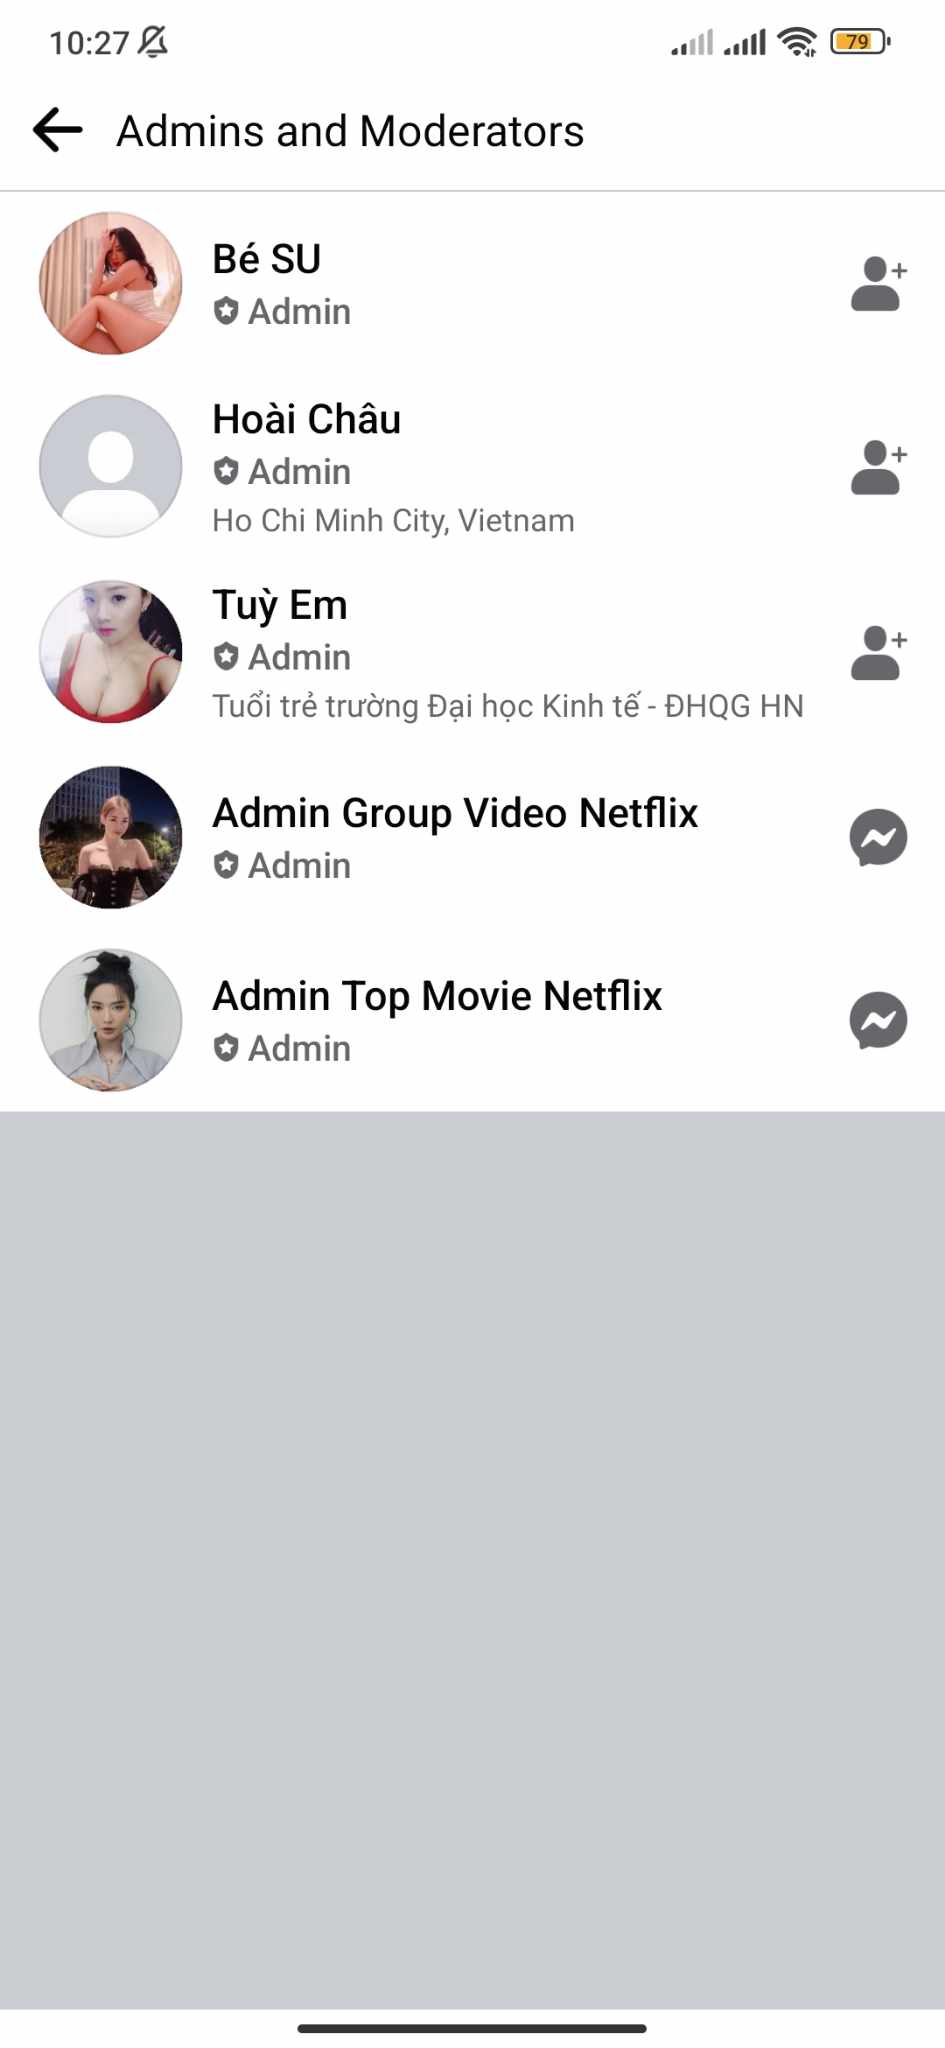 10:27
79
Admins and Moderators
Bé SU
Admin
Hoài Châu
Admin
Ho Chi Minh City, Vietnam
Tuỳ Em
Admin
Tuổi trẻ trường Đại học Kinh tế - ĐHQG HN
Admin Group Video Netflix
Admin
Admin Top Movie Netflix
Admin